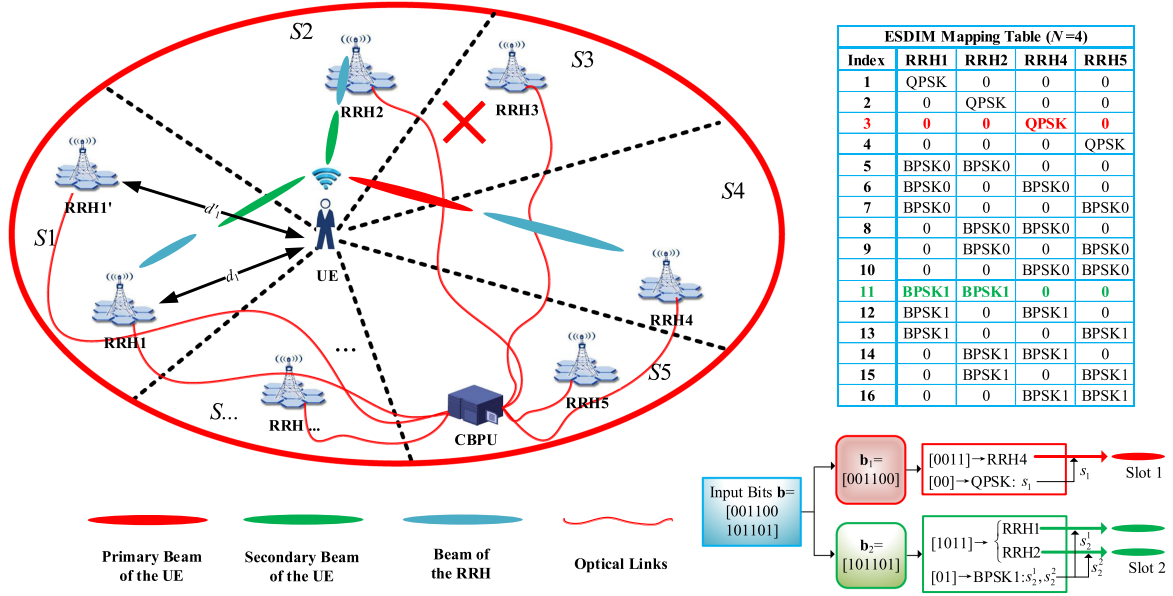 S2
S3
RRH2
RRH3
S4
RRH1'
d'1
S1
UE
d1
RRH1
RRH4
...
S5
S...
RRH5
RRH ...
CBPU
Primary Beam
of the UE
Secondary Beam
of the UE
Beam of
the RRH
Optical Links
ESDIM Mapping Table (N =4)
Index RRH1 RRH2 RRH4 RRH5
1 QPSK 0 0 0
2 0 QPSK 0 0
3 0 0 QPSK 0
4 0 0 0 QPSK
5 BPSK0 BPSK0 0 0
6 BPSK0 0 BPSK0 0
7 BPSK0 0 0 BPSK0
8 0 BPSK0 BPSK0 0
9 0 BPSK0 0 BPSK0
10 0 0 BPSK0 BPSK0
11 BPSK1 BPSK1 0 0
12 BPSK1 0 BPSK1 0
13 BPSK1 0 0 BPSK1
14 0 BPSK1 BPSK1 0
15 0 BPSK1 0 BPSK1
16 0 0 BPSK1 BPSK1
Input Bits b=
[001100
101101]
b₁=
[001100]
[0011]→RRH4
[00]→QPSK: s₁
s₁
Slot 1
b₂=
[101101]
[1011]→{RRH1
RRH2
[01]→BPSK1:s₂¹,s₂²
s₂¹
s₂²
Slot 2